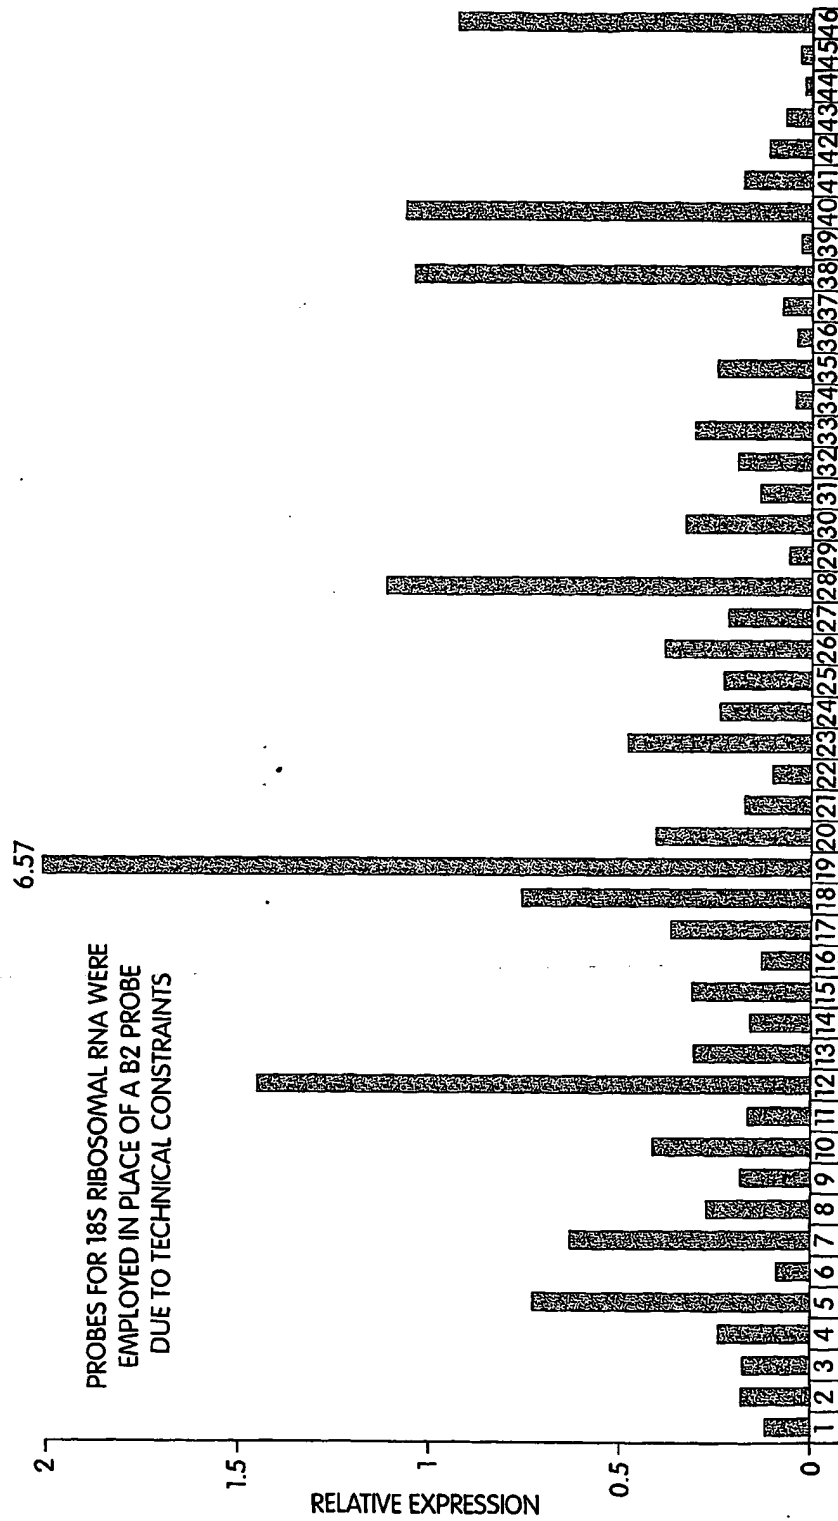 6.57
PROBES FOR 18S RIBOSOMAL RNA WERE
EMPLOYED IN PLACE OF A B2 PROBE
DUE TO TECHNICAL CONSTRAINTS
2
1.5
1
0.5
0
RELATIVE EXPRESSION
1 2 3 4 5 6 7 8 9 10 11 12 13 14 15 16 17 18 19 20 21 22 23 24 25 26 27 28 29 30 31 32 33 34 35 36 37 38 39 40 41 42 43 44 45 46